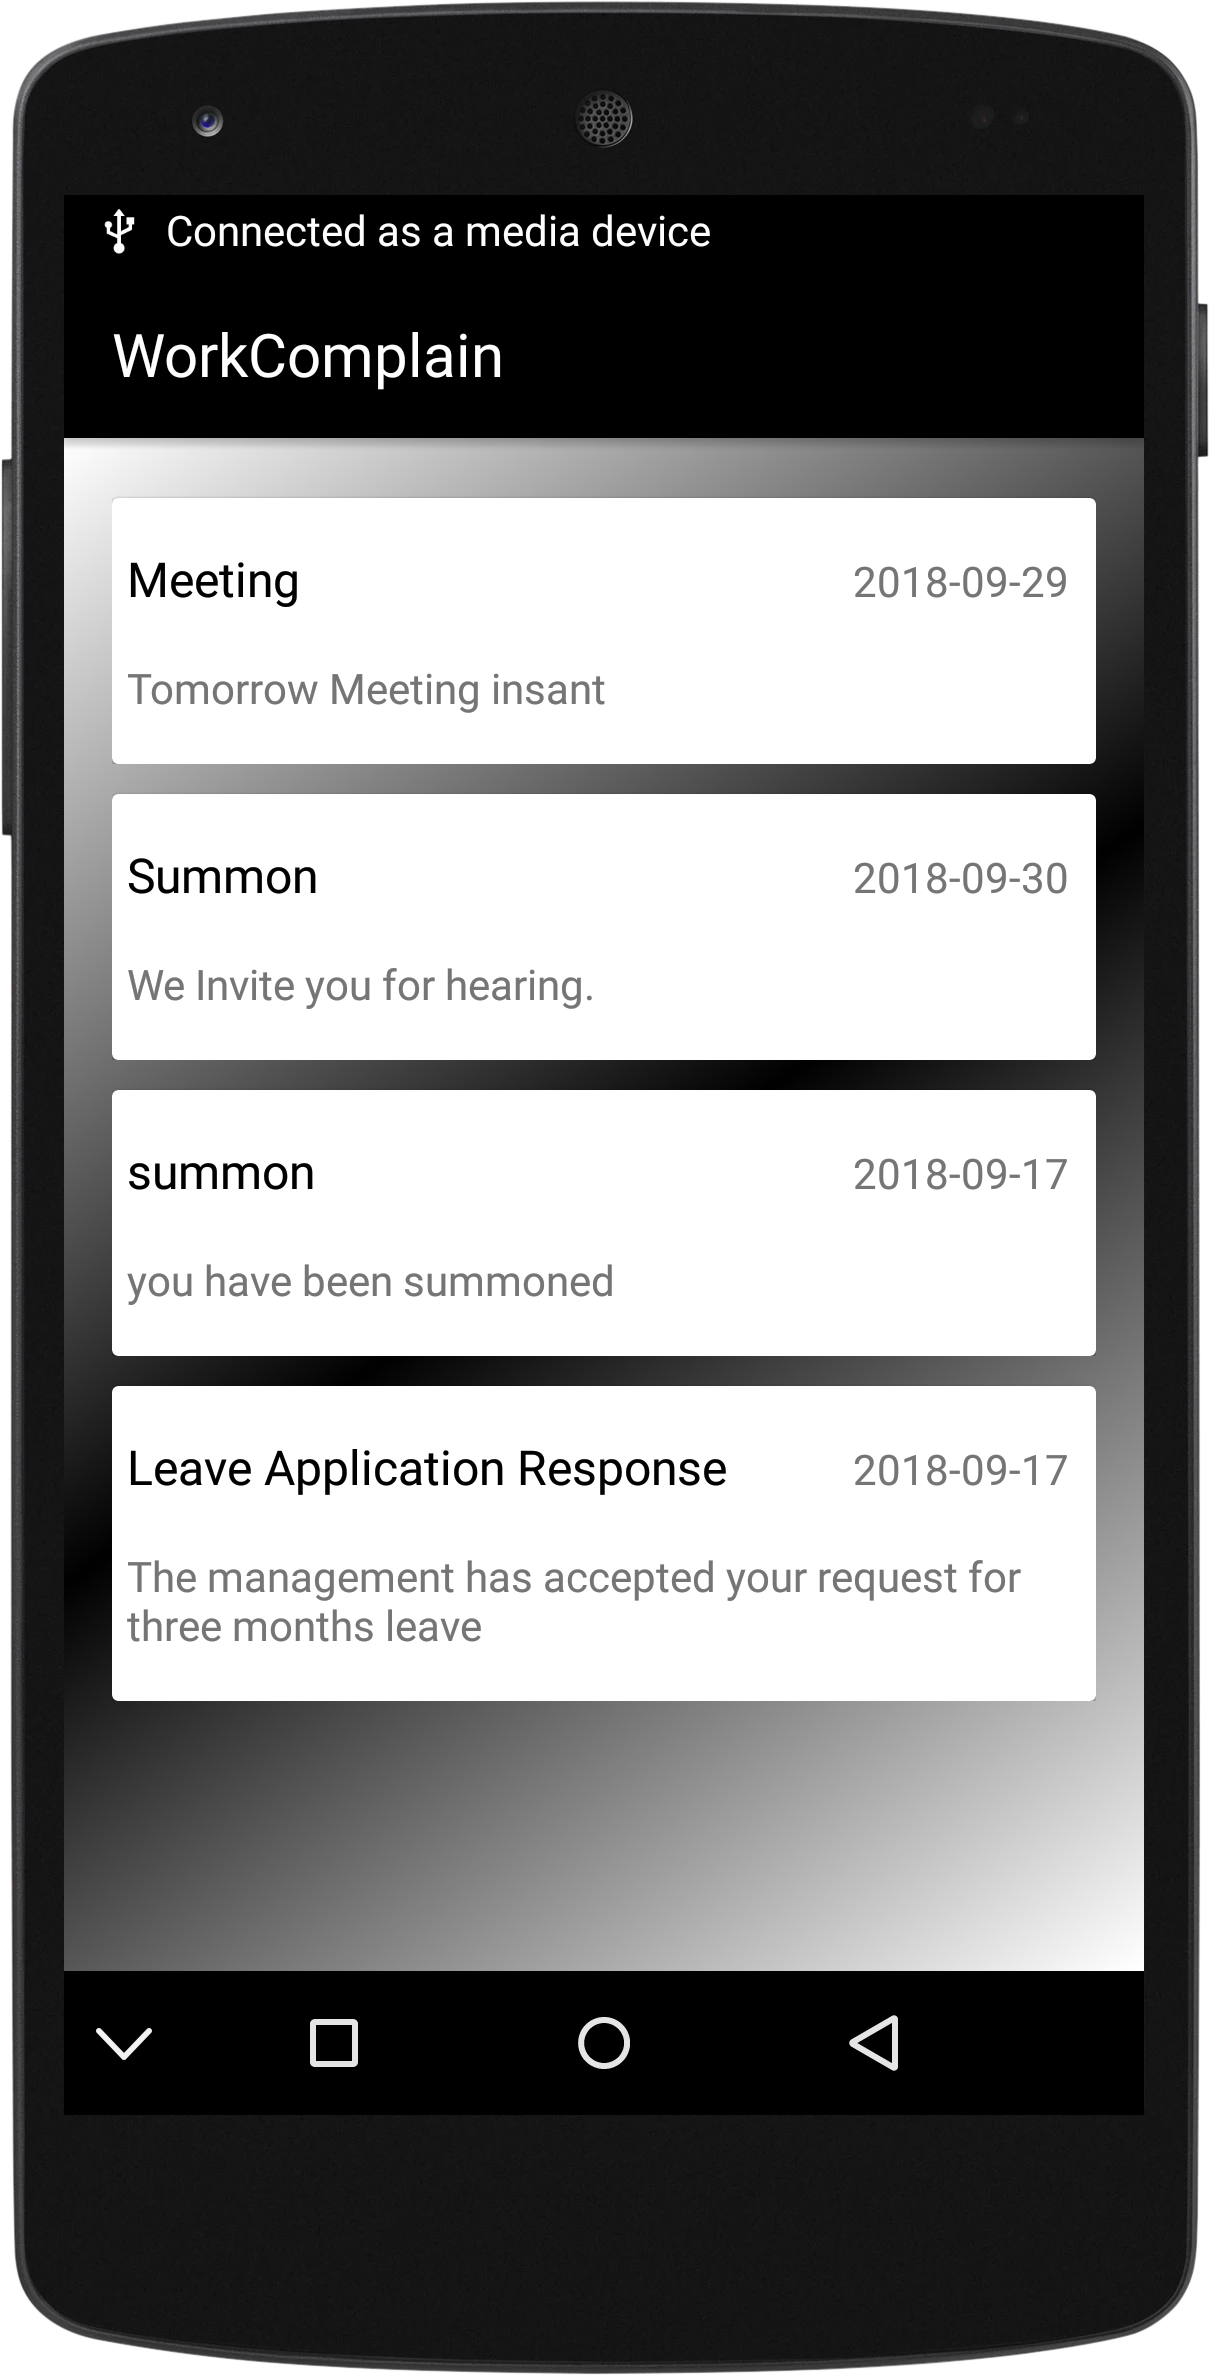 Connected as a media device
WorkComplain
Meeting 2018-09-29
Tomorrow Meeting insant
Summon 2018-09-30
We Invite you for hearing.
summon 2018-09-17
you have been summoned
Leave Application Response 2018-09-17
The management has accepted your request for
three months leave